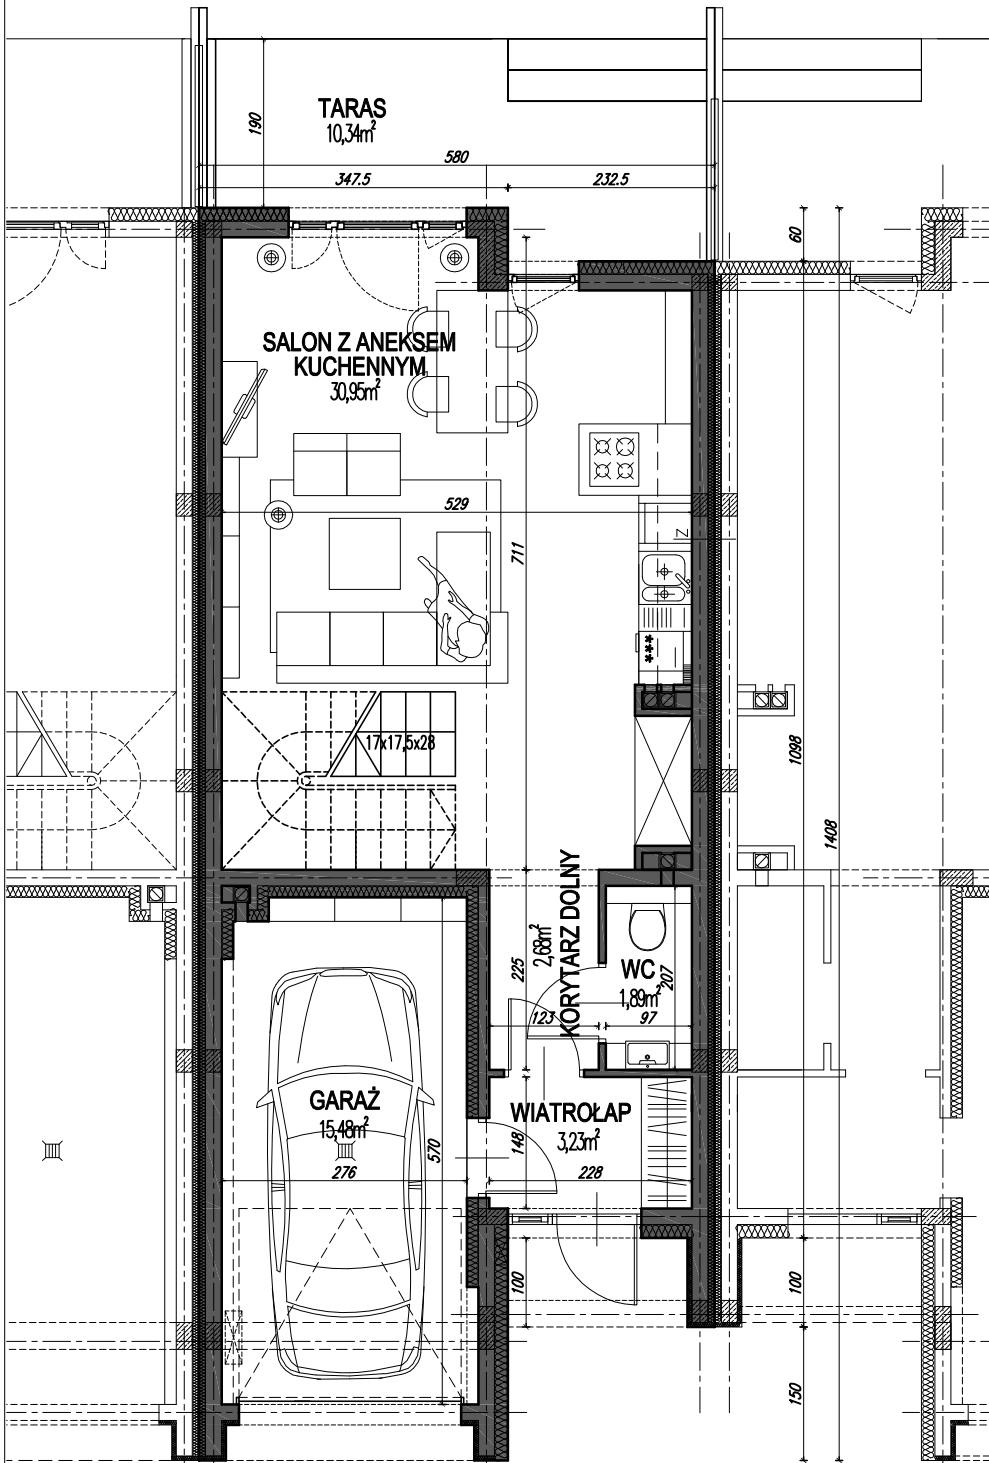 TARAS
10,34m²
190
580
347.5
232.5
60
SALON Z ANEKSEM
KUCHENNYM
30,95m²
529
711
Z
***
17x17,5x28
1098
1408
KORYTARZ DOLNY
2,68m²
225
WC
1,89m²
207
123
97
GARAŻ
15,48m²
570
276
WIATROŁAP
3,23m²
148
228
100
100
150